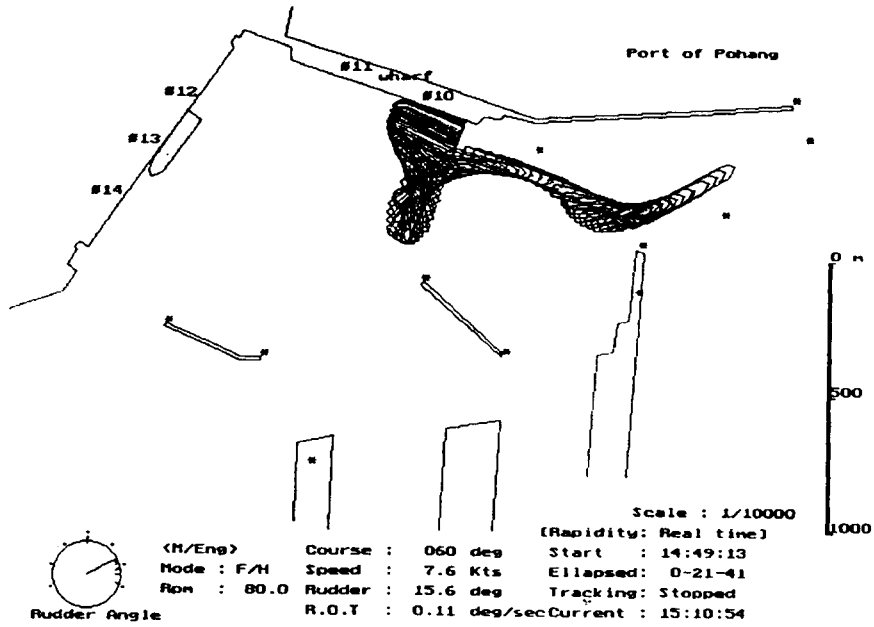 Port of Pohang
#11
wharf
#10
#12
#13
#14
0 m
500
1000
Scale : 1/10000
[Rapidity: Real time]
<M/Eng>
Mode : F/H
Rpm : 80.0
Course : 060 deg
Speed : 7.6 Kts
Rudder : 15.6 deg
R.O.T : 0.11 deg/sec
Start : 14:49:13
Ellapsed: 0-21-41
Tracking: Stopped
Current : 15:10:54
Rudder Angle